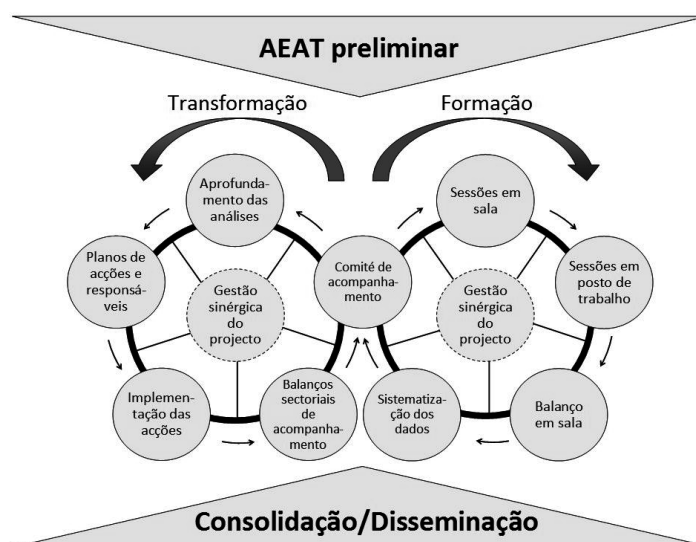 AEAT preliminar
Transformação
Formação
Aprofunda-
mento das
análises
Sessões em
sala
Planos de
acções e
responsá-
veis
Gestão
sinérgica
do
projecto
Comité de
acompanha-
mento
Gestão
sinérgica
do
projecto
Sessões em
posto de
trabalho
Implemen-
tação das
acções
Balanços
sectoriais
de
acompanha-
mento
Sistematiza-
ção dos
dados
Balanço
em sala
Consolidação/Disseminação